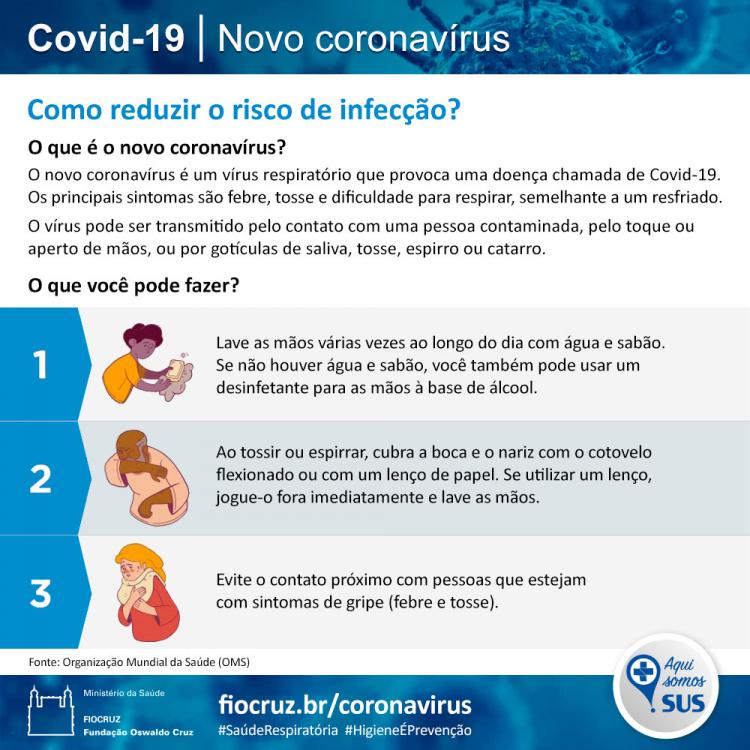 Covid-19 | Novo coronavírus
Como reduzir o risco de infecção?
O que é o novo coronavírus?
O novo coronavírus é um vírus respiratório que provoca uma doença chamada de Covid-19.
Os principais sintomas são febre, tosse e dificuldade para respirar, semelhante a um resfriado.
O vírus pode ser transmitido pelo contato com uma pessoa contaminada, pelo toque ou
aperto de mãos, ou por gotículas de saliva, tosse, espirro ou catarro.
O que você pode fazer?
1
Lave as mãos várias vezes ao longo do dia com água e sabão.
Se não houver água e sabão, você também pode usar um
desinfetante para as mãos à base de álcool.
2
Ao tossir ou espirrar, cubra a boca e o nariz com o cotovelo
flexionado ou com um lenço de papel. Se utilizar um lenço,
jogue-o fora imediatamente e lave as mãos.
3
Evite o contato próximo com pessoas que estejam
com sintomas de gripe (febre e tosse).
Fonte: Organização Mundial da Saúde (OMS)
Ministério da Saúde
FIOCRUZ
Fundação Oswaldo Cruz
fiocruz.br/coronavirus
#SaúdeRespiratória #HigieneÉPrevenção
Aqui
somos
SUS